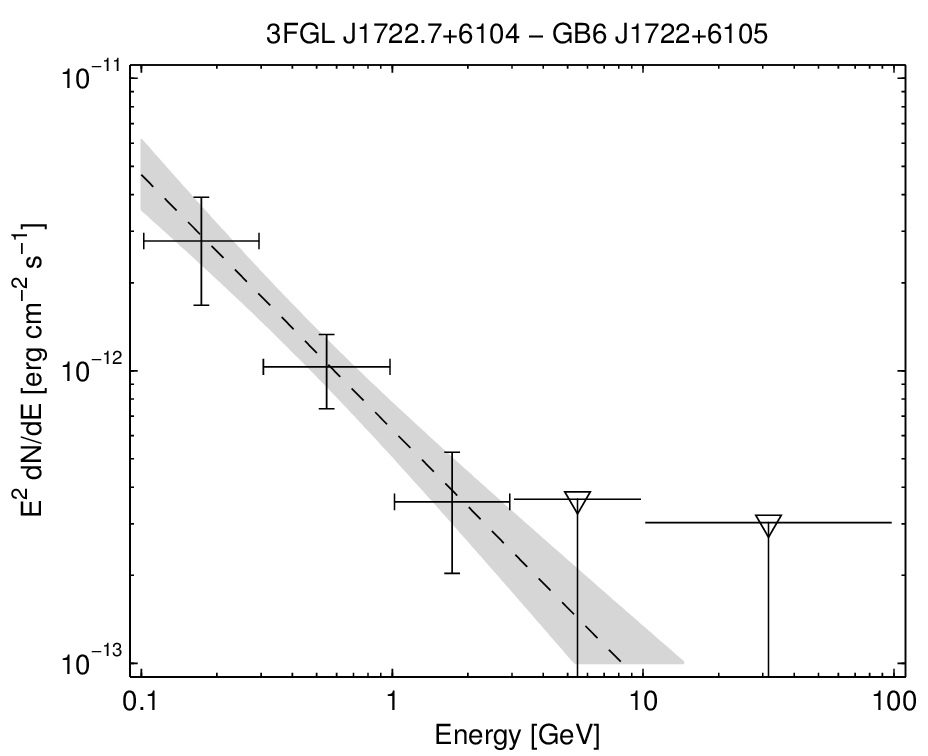 3FGL J1722.7+6104 − GB6 J1722+6105
E² dN/dE [erg cm⁻² s⁻¹]
10⁻¹¹
10⁻¹²
10⁻¹³
0.1 1 10 100
Energy [GeV]